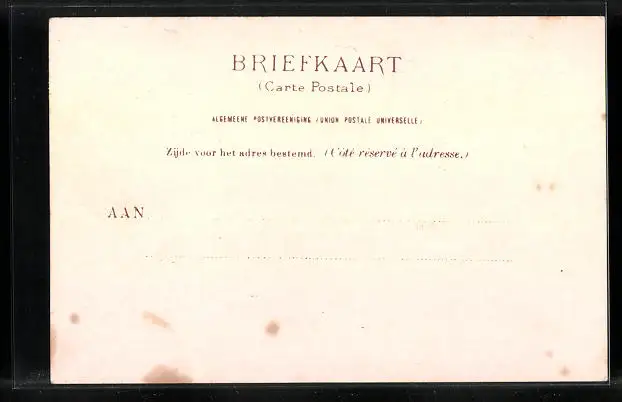 BRIEFKAART
(Carte Postale)
ALGEMEENE POSTVEREENIGING (UNION POSTALE UNIVERSELLE)
Zijde voor het adres bestemd. (Côté réservé à l'adresse.)
AAN